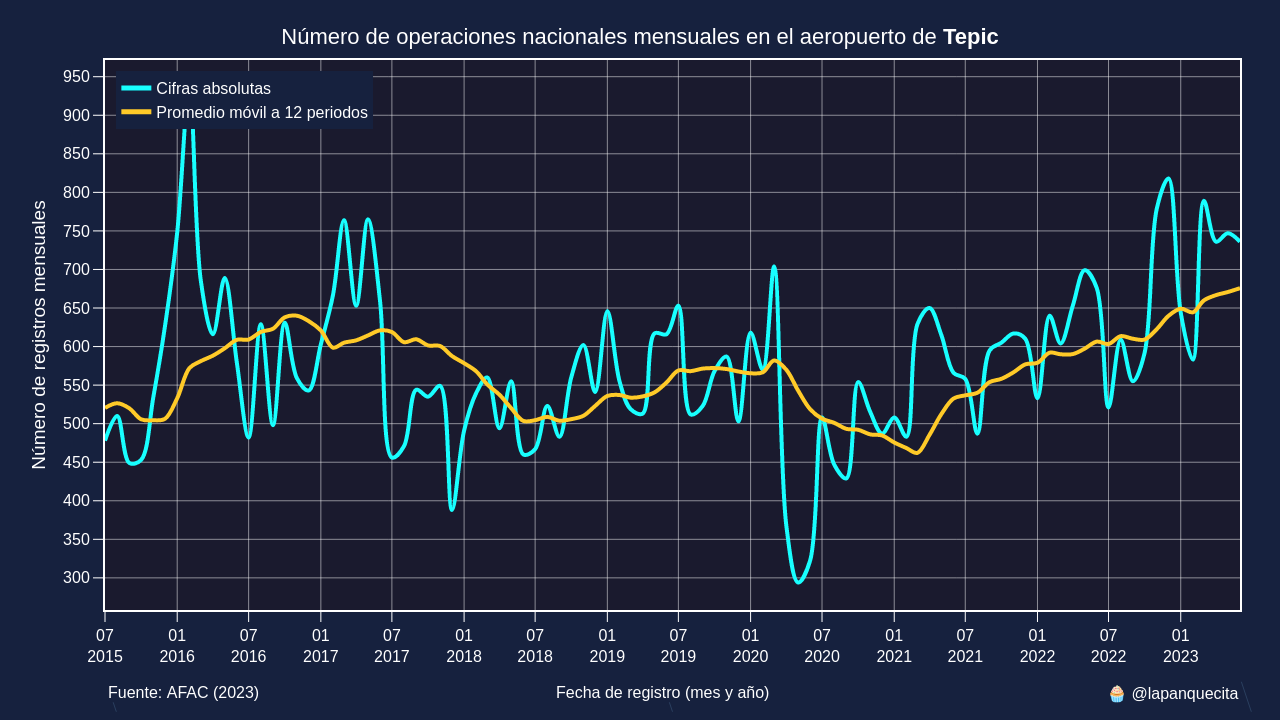 Número de operaciones nacionales mensuales en el aeropuerto de Tepic
Cifras absolutas
Promedio móvil a 12 periodos
Número de registros mensuales
950
900
850
800
750
700
650
600
550
500
450
400
350
300
07 01 07 01 07 01 07 01 07 01 07 01 07 01 07 01
2015 2016 2016 2017 2017 2018 2018 2019 2019 2020 2020 2021 2021 2022 2022 2023
Fuente: AFAC (2023) Fecha de registro (mes y año) 🧁 @lapanquecita